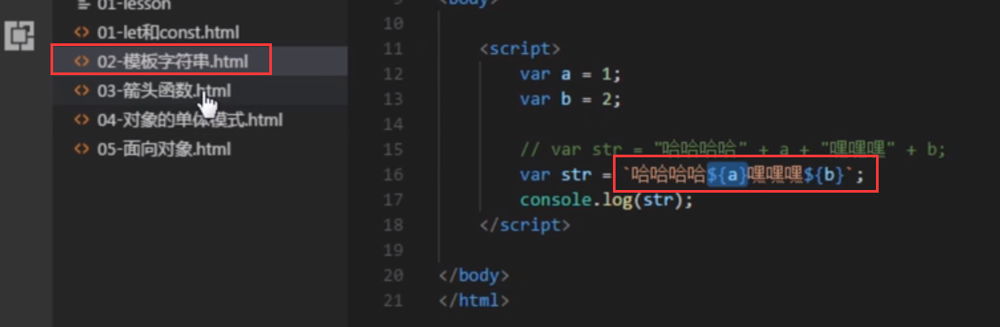 01-lesson
01-let和const.html
02-模板字符串.html
03-箭头函数.html
04-对象的单体模式.html
05-面向对象.html
9 <body>
10
11 <script>
12 var a = 1;
13 var b = 2;
14
15 // var str = "哈哈哈哈" + a + "嘿嘿嘿" + b;
16 var str = `哈哈哈哈${a}嘿嘿嘿${b}`;
17 console.log(str);
18 </script>
19
20 </body>
21 </html>